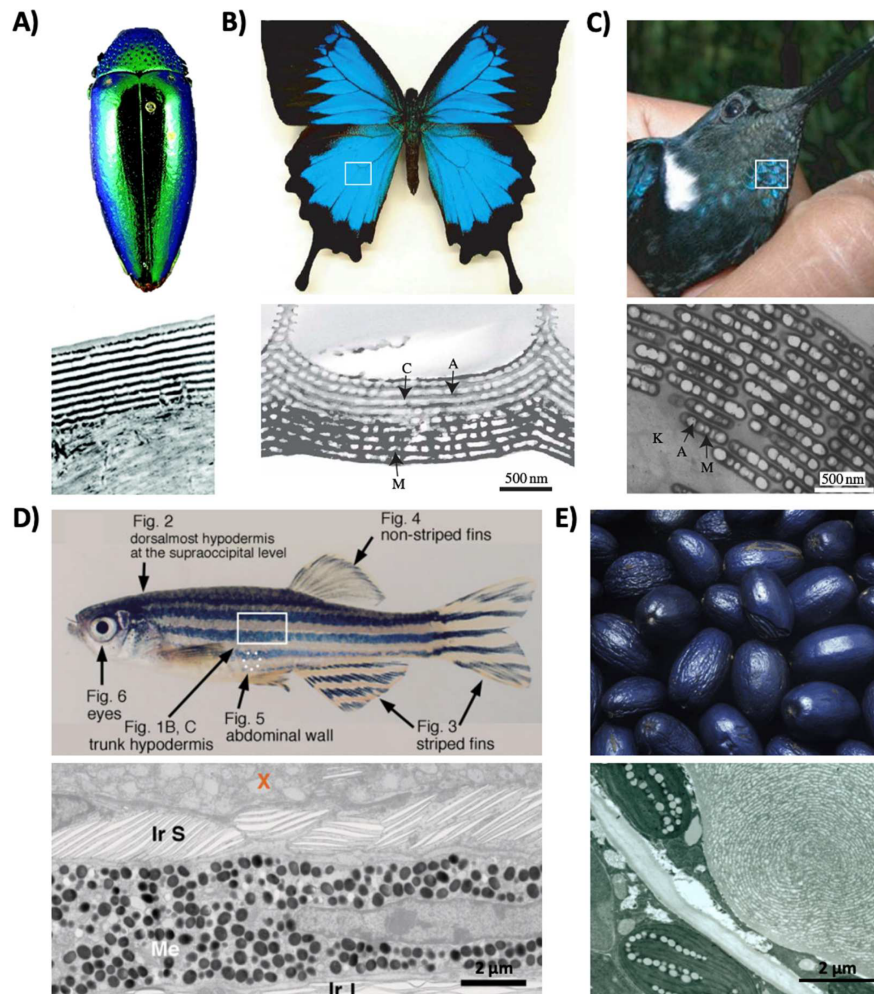 A)
B)
C)
C
A
M
500 nm
K
A
M
500 nm
D)
Fig. 2
dorsalmost hypodermis
at the supraoccipital level
Fig. 4
non-striped fins
Fig. 6
eyes
Fig. 1B, C
trunk hypodermis
Fig. 5
abdominal wall
Fig. 3
striped fins
X
Ir S
Me
2 µm
Ir L
E)
2 µm